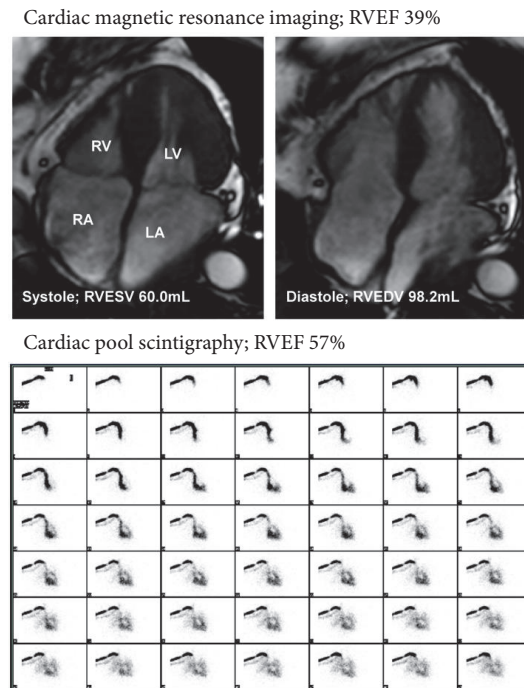 Cardiac magnetic resonance imaging; RVEF 39%
RV
LV
RA
LA
Systole; RVESV 60.0mL
Diastole; RVEDV 98.2mL
Cardiac pool scintigraphy; RVEF 57%